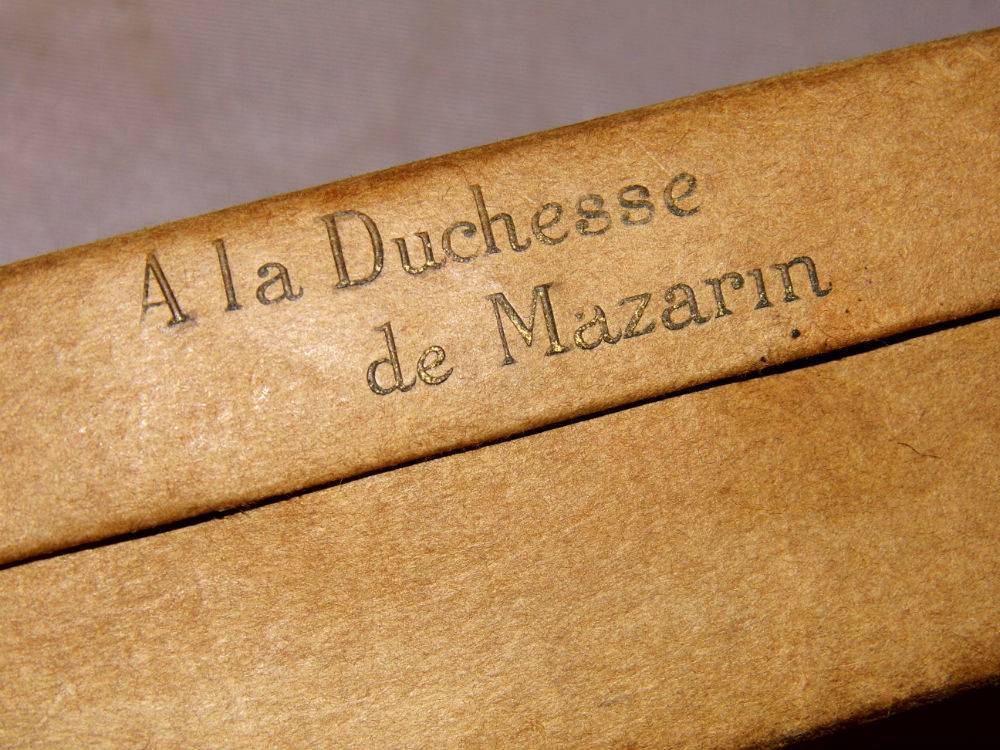 A la Duchesse
de Mazarin